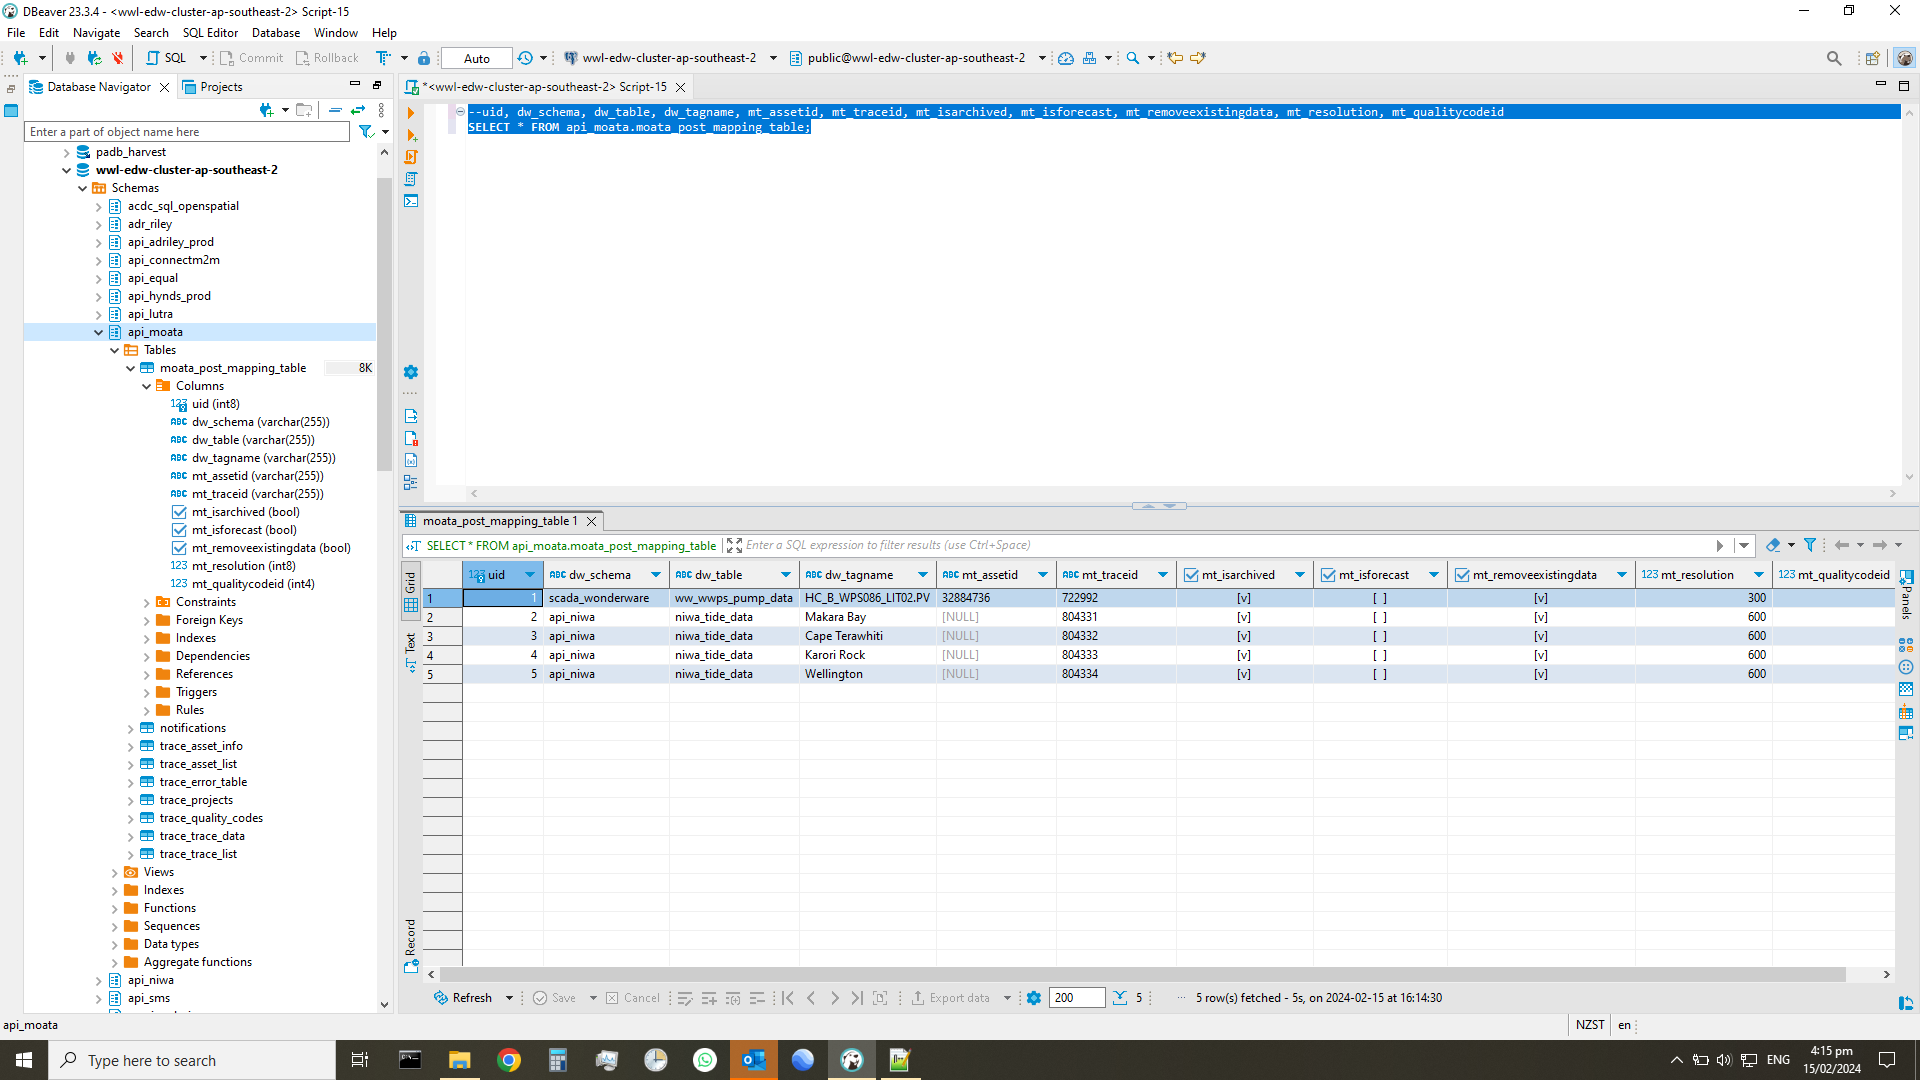 DBeaver 23.3.4 - <wwl-edw-cluster-ap-southeast-2> Script-15
File Edit Navigate Search SQL Editor Database Window Help
SQL Commit Rollback Auto wwl-edw-cluster-ap-southeast-2 public@wwl-edw-cluster-ap-southeast-2
Database Navigator Projects
*<wwl-edw-cluster-ap-southeast-2> Script-15
Enter a part of object name here
padb_harvest
wwl-edw-cluster-ap-southeast-2
Schemas
acdc_sql_openspatial
adr_riley
api_adriley_prod
api_connectm2m
api_equal
api_hynds_prod
api_lutra
api_moata
Tables
moata_post_mapping_table 8K
Columns
uid (int8)
dw_schema (varchar(255))
dw_table (varchar(255))
dw_tagname (varchar(255))
mt_assetid (varchar(255))
mt_traceid (varchar(255))
mt_isarchived (bool)
mt_isforecast (bool)
mt_removeexistingdata (bool)
mt_resolution (int8)
mt_qualitycodeid (int4)
Constraints
Foreign Keys
Indexes
Dependencies
References
Triggers
Rules
notifications
trace_asset_info
trace_asset_list
trace_error_table
trace_projects
trace_quality_codes
trace_trace_data
trace_trace_list
Views
Indexes
Functions
Sequences
Data types
Aggregate functions
api_niwa
api_sms
--uid, dw_schema, dw_table, dw_tagname, mt_assetid, mt_traceid, mt_isarchived, mt_isforecast, mt_removeexistingdata, mt_resolution, mt_qualitycodeid
SELECT * FROM api_moata.moata_post_mapping_table;
moata_post_mapping_table 1
SELECT * FROM api_moata.moata_post_mapping_table Enter a SQL expression to filter results (use Ctrl+Space)
Grid
Text
Record
Panels
123 uid ABC dw_schema ABC dw_table ABC dw_tagname ABC mt_assetid ABC mt_traceid mt_isarchived mt_isforecast mt_removeexistingdata 123 mt_resolution 123 mt_qualitycodeid
1 1 scada_wonderware ww_wwps_pump_data HC_B_WPS086_LIT02.PV 32884736 722992 [v] [ ] [v] 300
2 2 api_niwa niwa_tide_data Makara Bay [NULL] 804331 [v] [ ] [v] 600
3 3 api_niwa niwa_tide_data Cape Terawhiti [NULL] 804332 [v] [ ] [v] 600
4 4 api_niwa niwa_tide_data Karori Rock [NULL] 804333 [v] [ ] [v] 600
5 5 api_niwa niwa_tide_data Wellington [NULL] 804334 [v] [ ] [v] 600
Refresh Save Cancel Export data 200 5 ... 5 row(s) fetched - 5s, on 2024-02-15 at 16:14:30
api_moata NZST en
Type here to search ENG 4:15 pm
15/02/2024